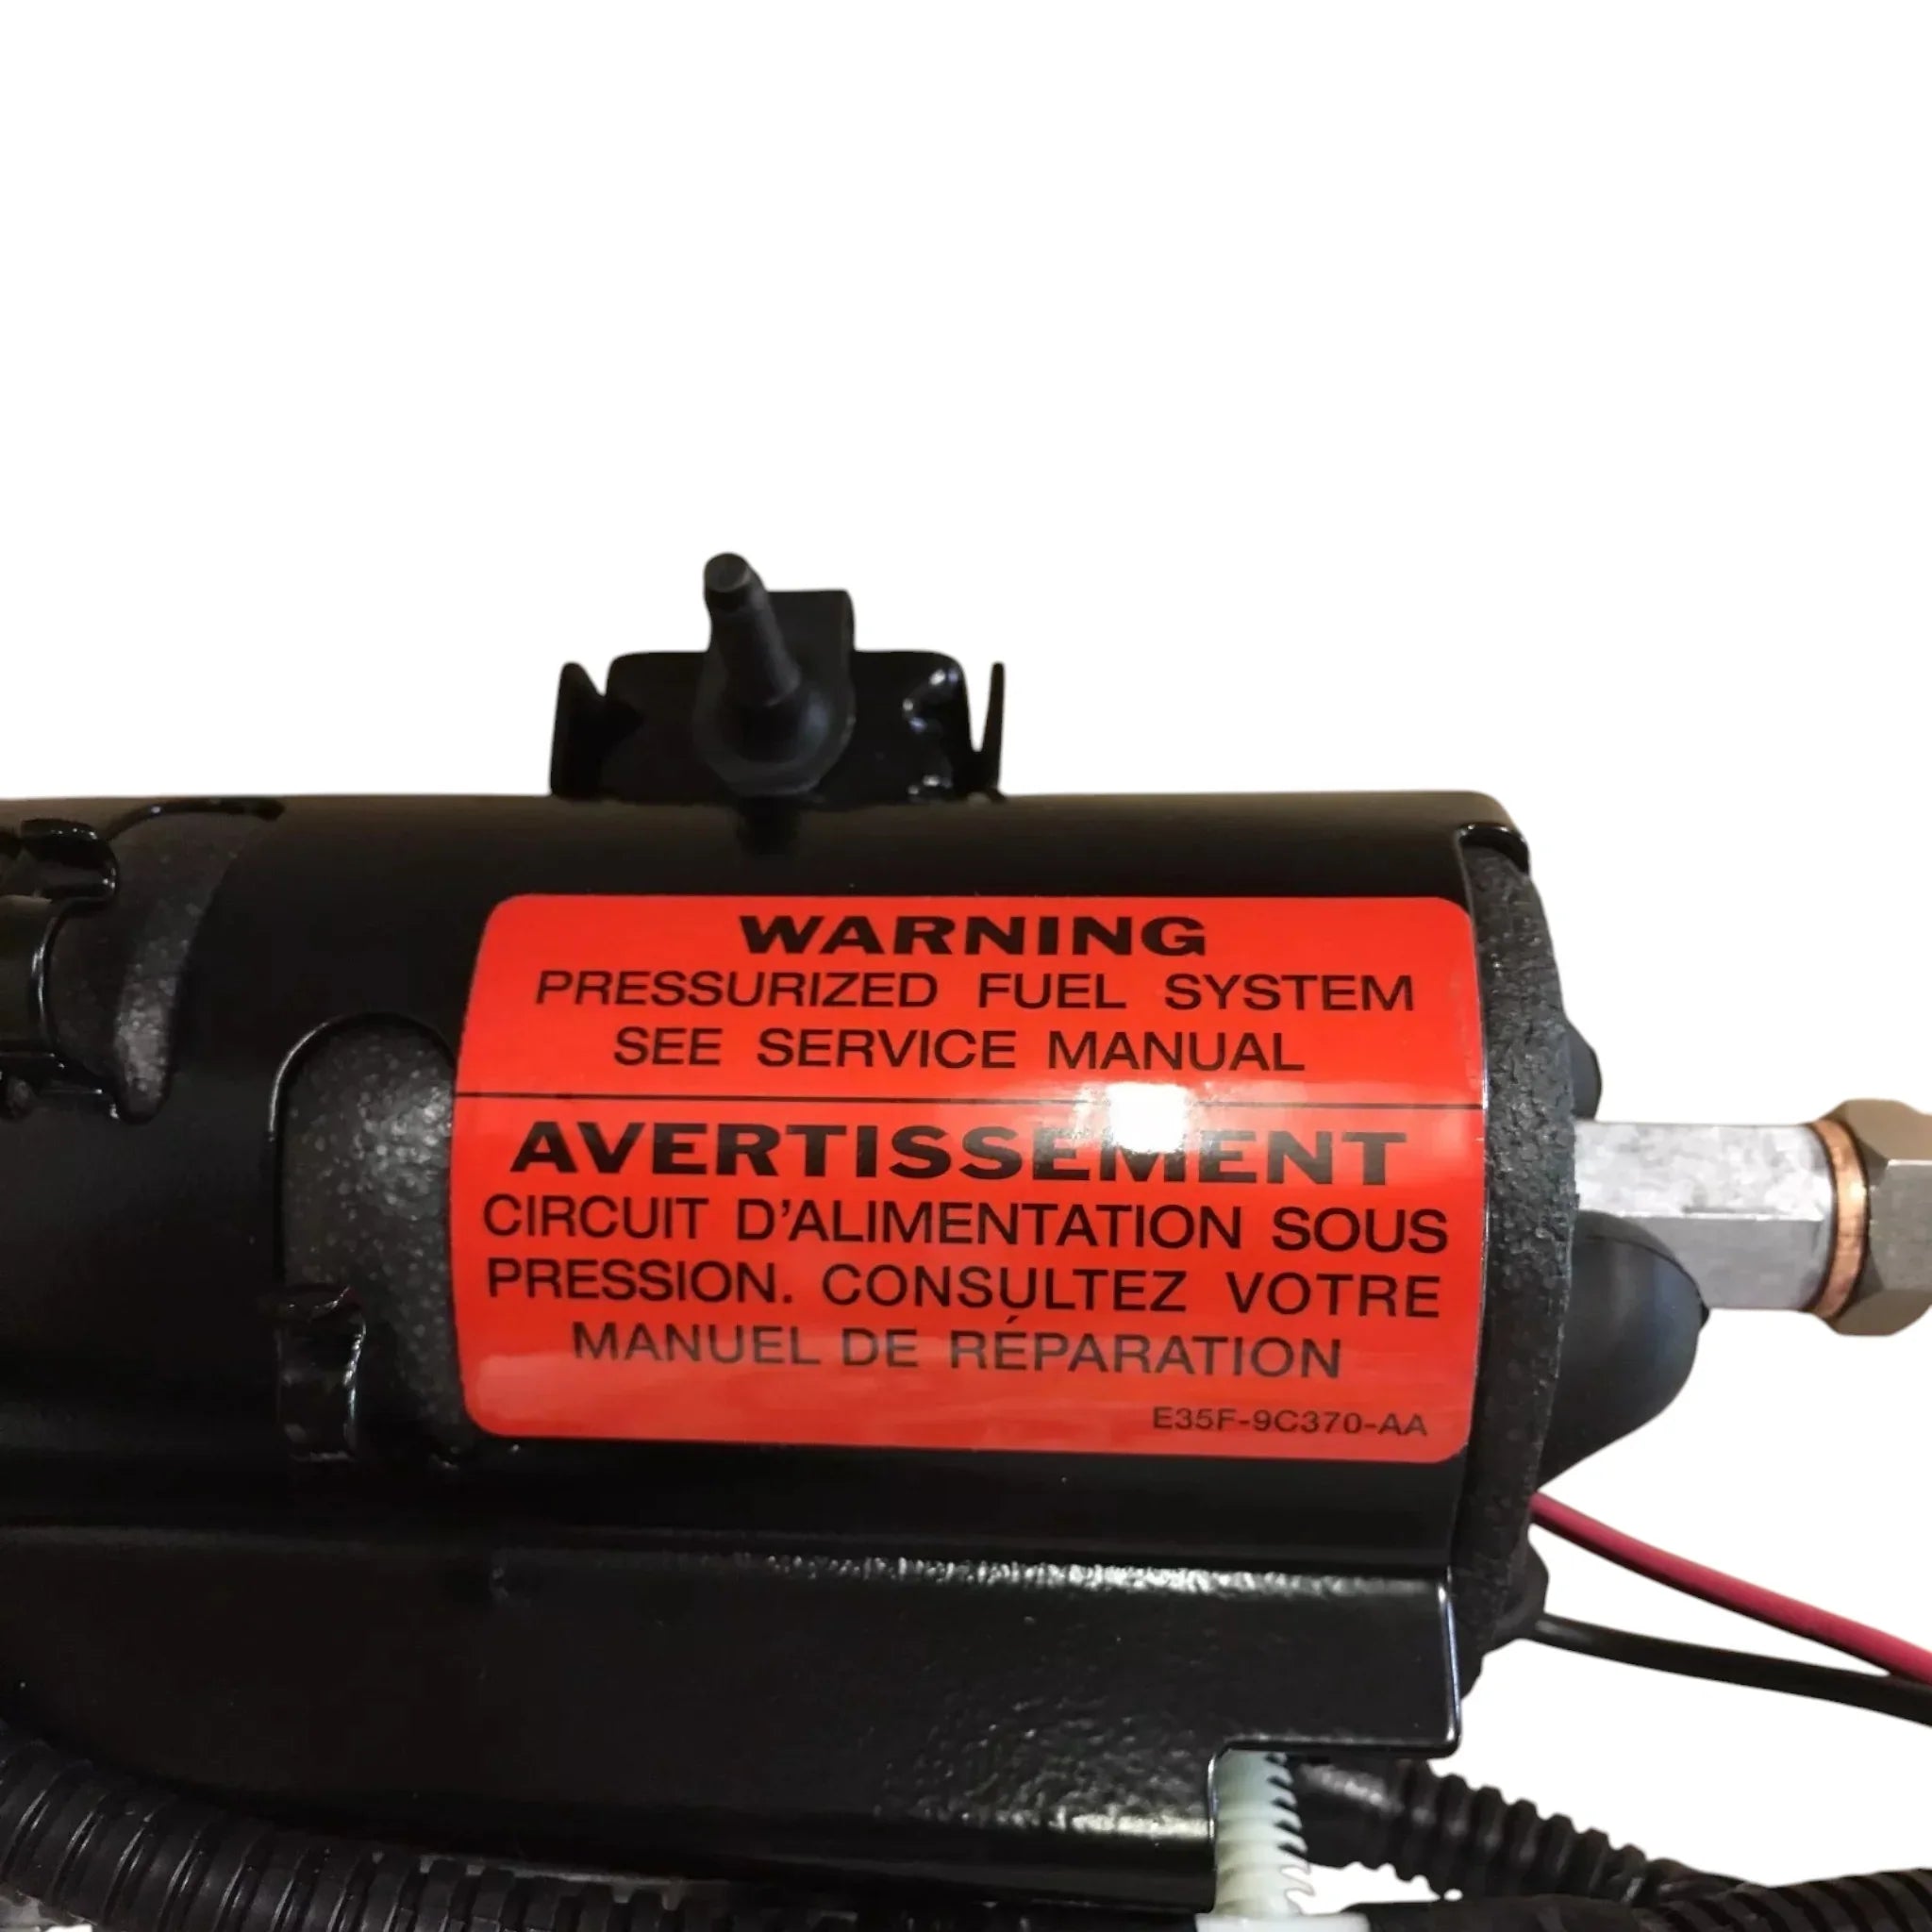 WARNING
PRESSURIZED FUEL SYSTEM
SEE SERVICE MANUAL
AVERTISSEMENT
CIRCUIT D'ALIMENTATION SOUS
PRESSION. CONSULTEZ VOTRE
MANUEL DE RÉPARATION
E35F-9C370-AA